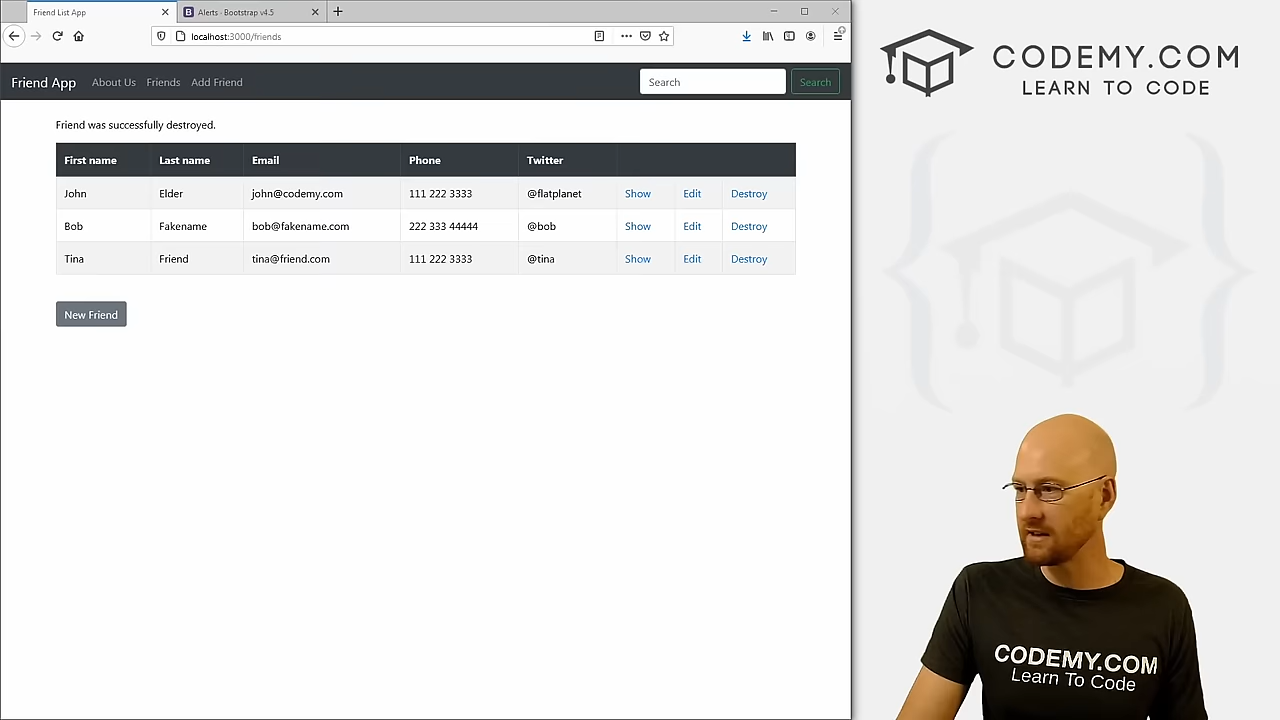 Friend List App
Alerts · Bootstrap v4.5
localhost:3000/friends
Friend App
About Us
Friends
Add Friend
Search
Search
Friend was successfully destroyed.
First name Last name Email Phone Twitter
John Elder john@codemy.com 111 222 3333 @flatplanet Show Edit Destroy
Bob Fakename bob@fakename.com 222 333 44444 @bob Show Edit Destroy
Tina Friend tina@friend.com 111 222 3333 @tina Show Edit Destroy
New Friend
CODEMY.COM
LEARN TO CODE
CODEMY.COM
Learn To Code